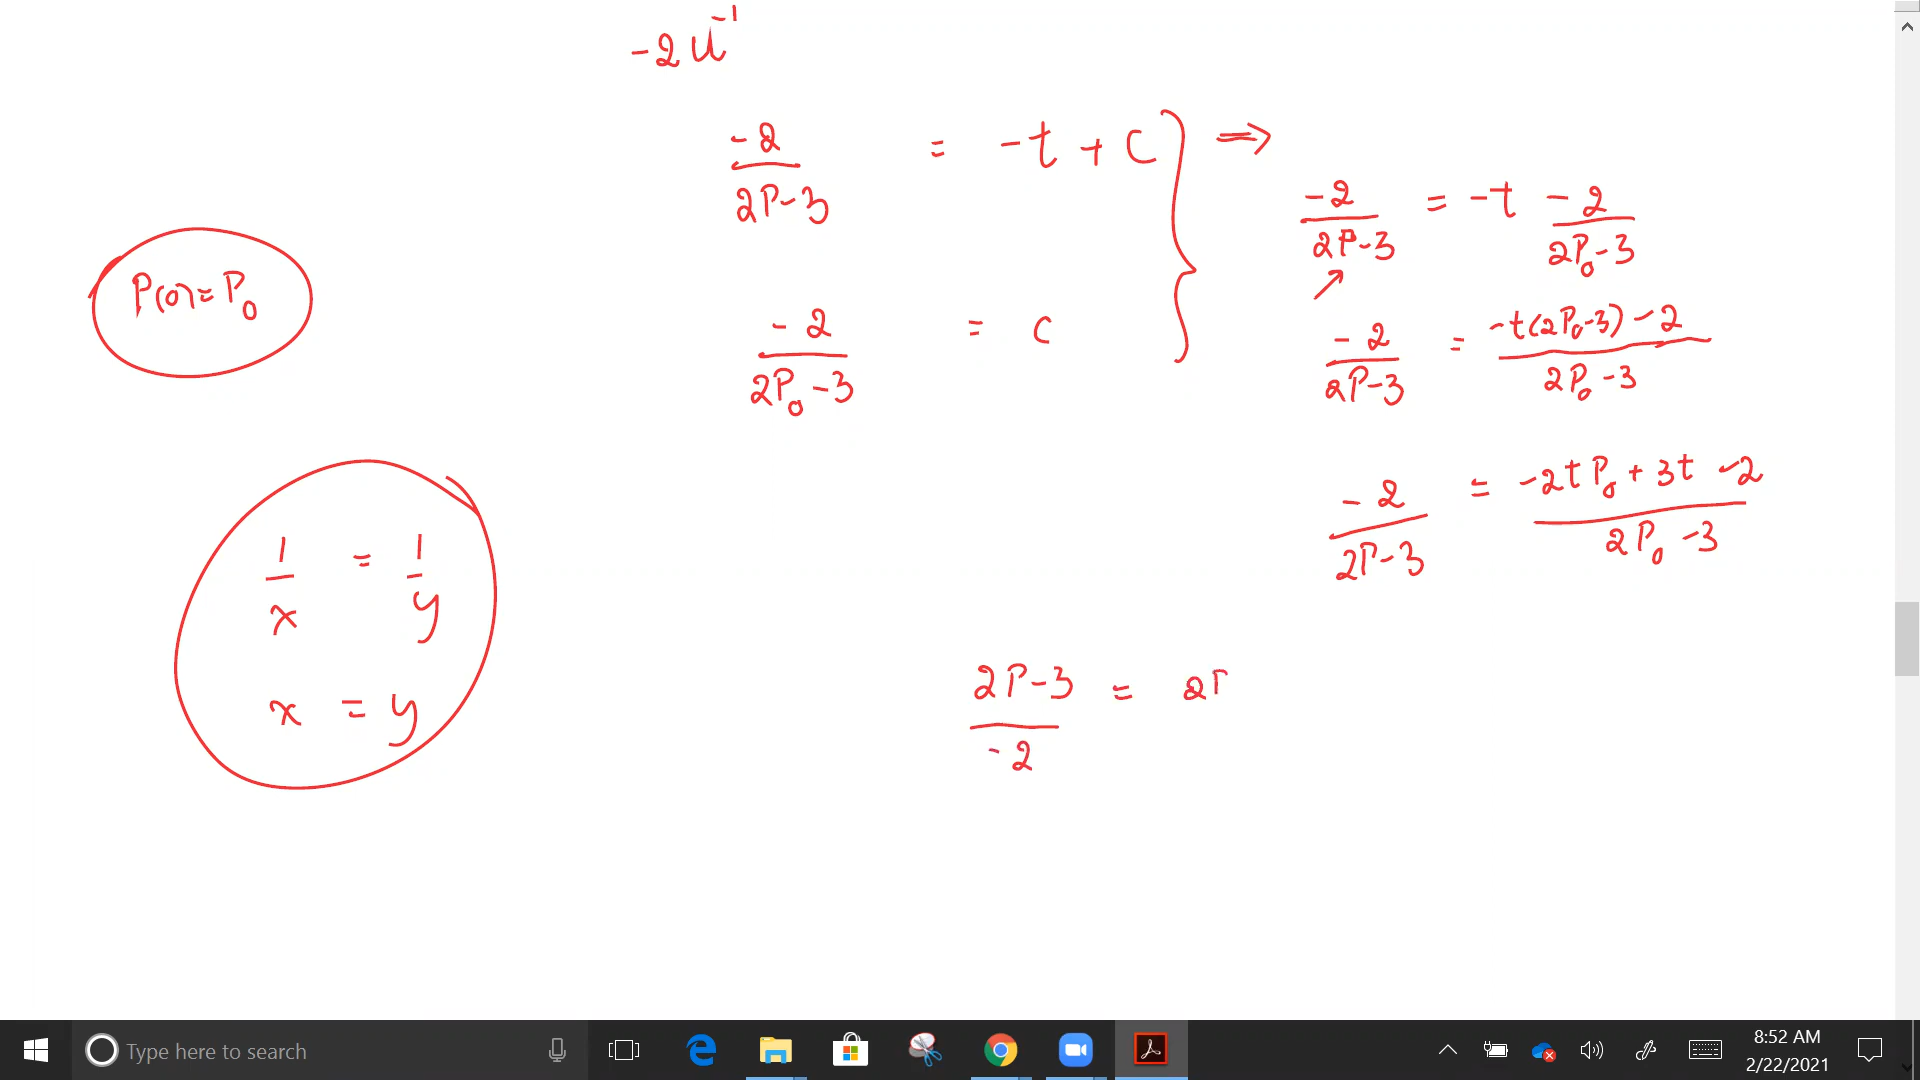 -2 u⁻¹
-2/(2P-3) = -t + C } ⇒
-2/(2P-3) = -t -2/(2P₀-3)
P(0) = P₀
-2/(2P₀-3) = C
-2/(2P-3) = (-t(2P₀-3) - 2)/(2P₀-3)
-2/(2P-3) = (-2tP₀ + 3t - 2)/(2P₀-3)
1/x = 1/y
x = y
(2P-3)/-2 = 2P
Type here to search
8:52 AM
2/22/2021